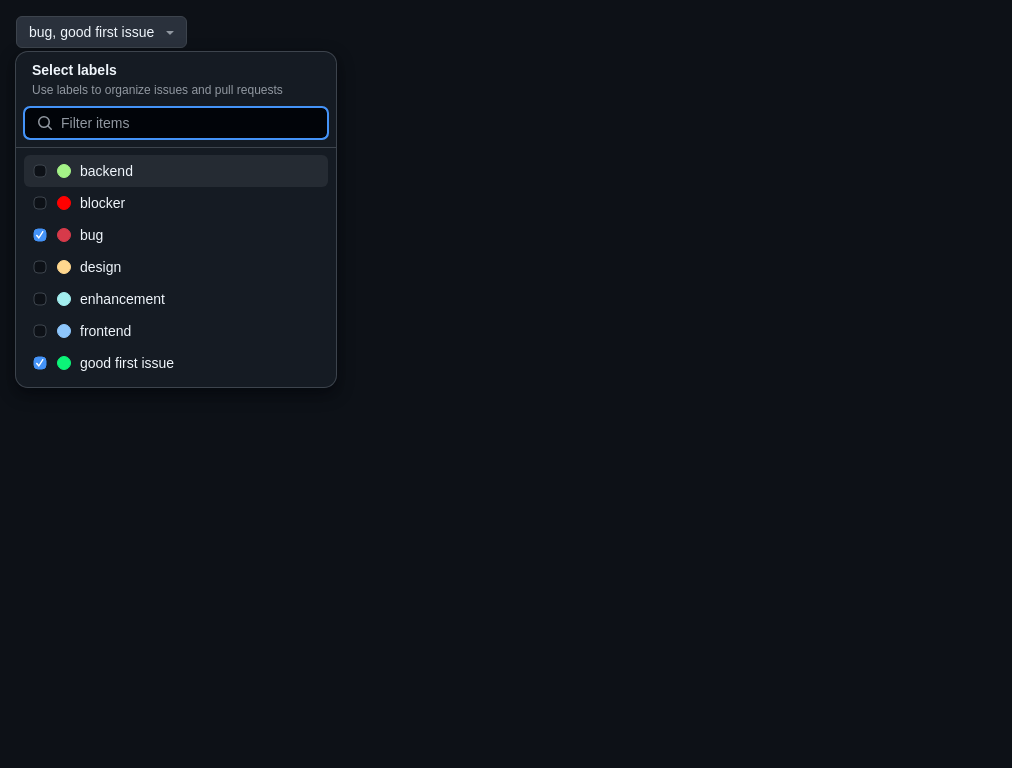 bug, good first issue
Select labels
Use labels to organize issues and pull requests
Filter items
backend
blocker
bug
design
enhancement
frontend
good first issue